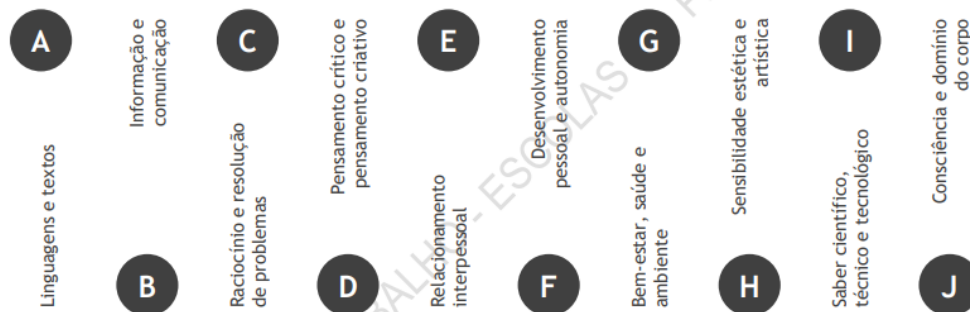 A
Linguagens e textos
Informação e
comunicação
B
C
Raciocínio e resolução
de problemas
Pensamento crítico e
pensamento criativo
D
E
Relacionamento
interpessoal
Desenvolvimento
pessoal e autonomia
F
G
Bem-estar, saúde e
ambiente
Sensibilidade estética e
artística
H
I
Saber científico,
técnico e tecnológico
Consciência e domínio
do corpo
J
ESCOLAS